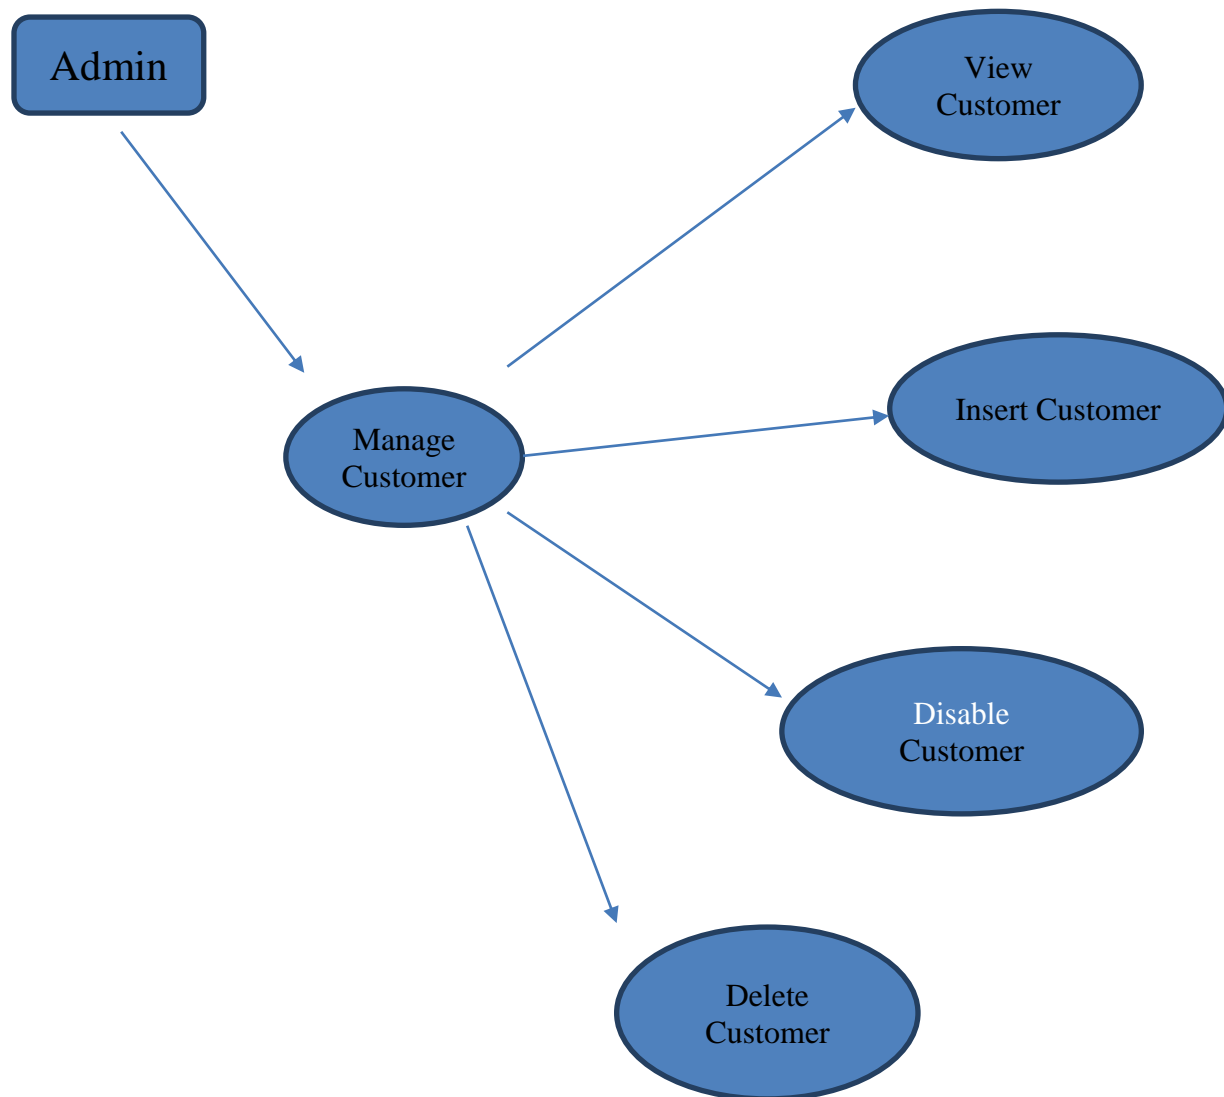 Admin
View
Customer
Insert Customer
Manage
Customer
Disable
Customer
Delete
Customer